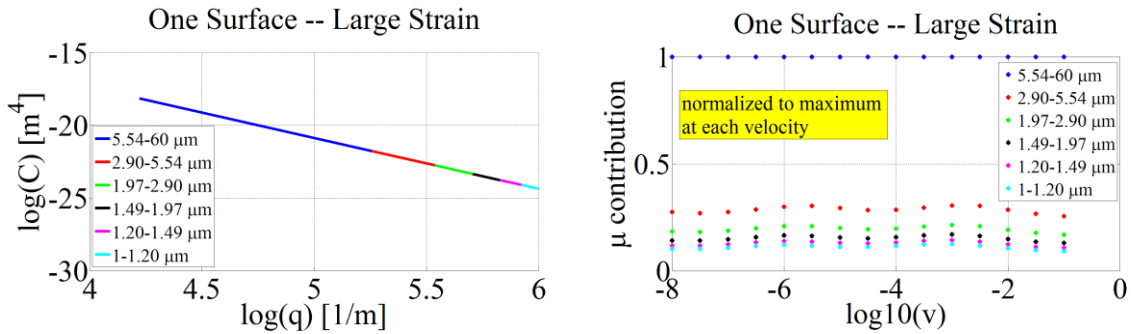 One Surface -- Large Strain
-15
-20
-25
-30
log(C) [m⁴]
5.54-60 μm
2.90-5.54 μm
1.97-2.90 μm
1.49-1.97 μm
1.20-1.49 μm
1-1.20 μm
4
4.5
5
5.5
6
log(q) [1/m]
One Surface -- Large Strain
1
0.5
0
μ contribution
normalized to maximum
at each velocity
5.54-60 μm
2.90-5.54 μm
1.97-2.90 μm
1.49-1.97 μm
1.20-1.49 μm
1-1.20 μm
-8
-6
-4
-2
0
log10(v)